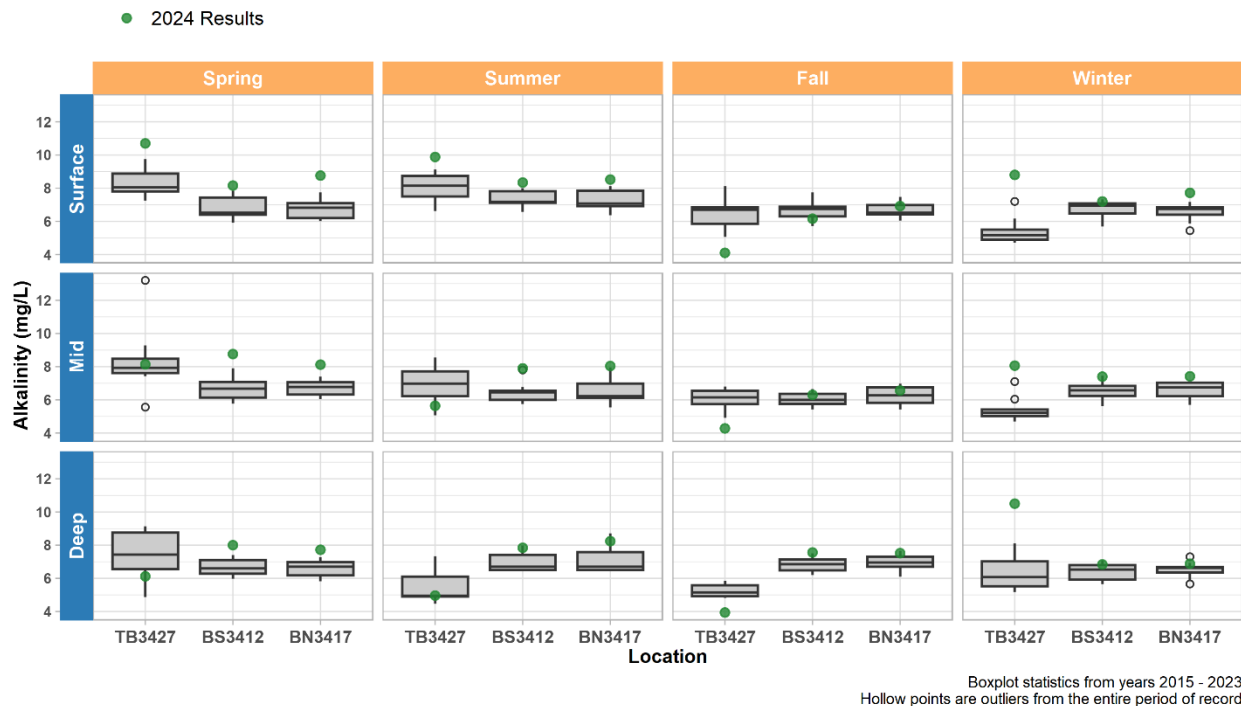 2024 Results
Spring Summer Fall Winter
Alkalinity (mg/L)
Surface
12
10
8
6
4
Mid
12
10
8
6
4
Deep
12
10
8
6
4
TB3427 BS3412 BN3417 TB3427 BS3412 BN3417 TB3427 BS3412 BN3417 TB3427 BS3412 BN3417
Location
Boxplot statistics from years 2015 - 2023
Hollow points are outliers from the entire period of record